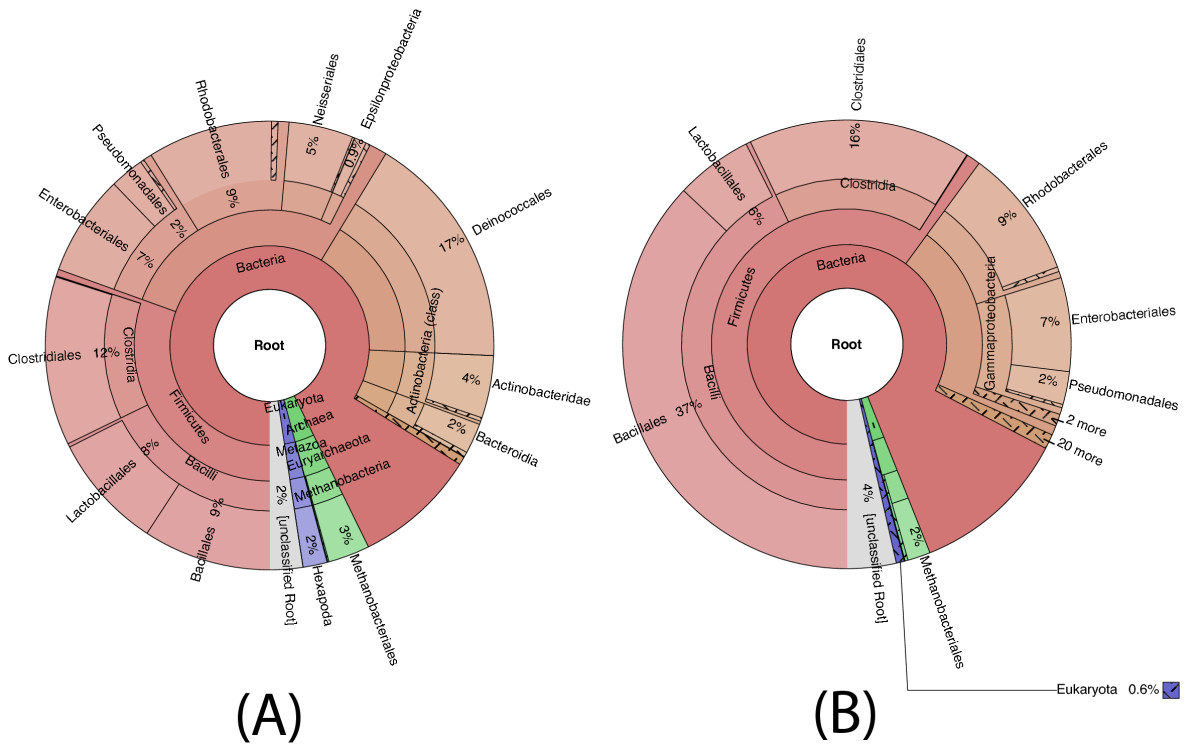 Epsilonproteobacteria
Neisseriales
Rhodobacterales
Pseudomonadales
Enterobacteriales
5%
0.9%
9%
2%
7%
Deinococcales
17%
Bacteria
Root
Clostridiales
12%
Clostridia
Firmicutes
Actinobacteria (class)
4%
Actinobacteridae
2%
Bacteroidia
Eukaryota
Archaea
Metazoa
Euryarchaeota
Methanobacteria
8%
Bacilli
Lactobacillales
9%
Bacillales
2%
[unclassified Root]
2%
Hexapoda
3%
Methanobacteriales
(A)
Clostridiales
16%
Lactobacillales
6%
Clostridia
Rhodobacterales
9%
Bacteria
Firmicutes
Root
Gammaproteobacteria
7%
Enterobacteriales
2%
Pseudomonadales
2 more
20 more
Bacilli
37%
Bacillales
4%
[unclassified Root]
2%
Methanobacteriales
Eukaryota 0.6%
(B)